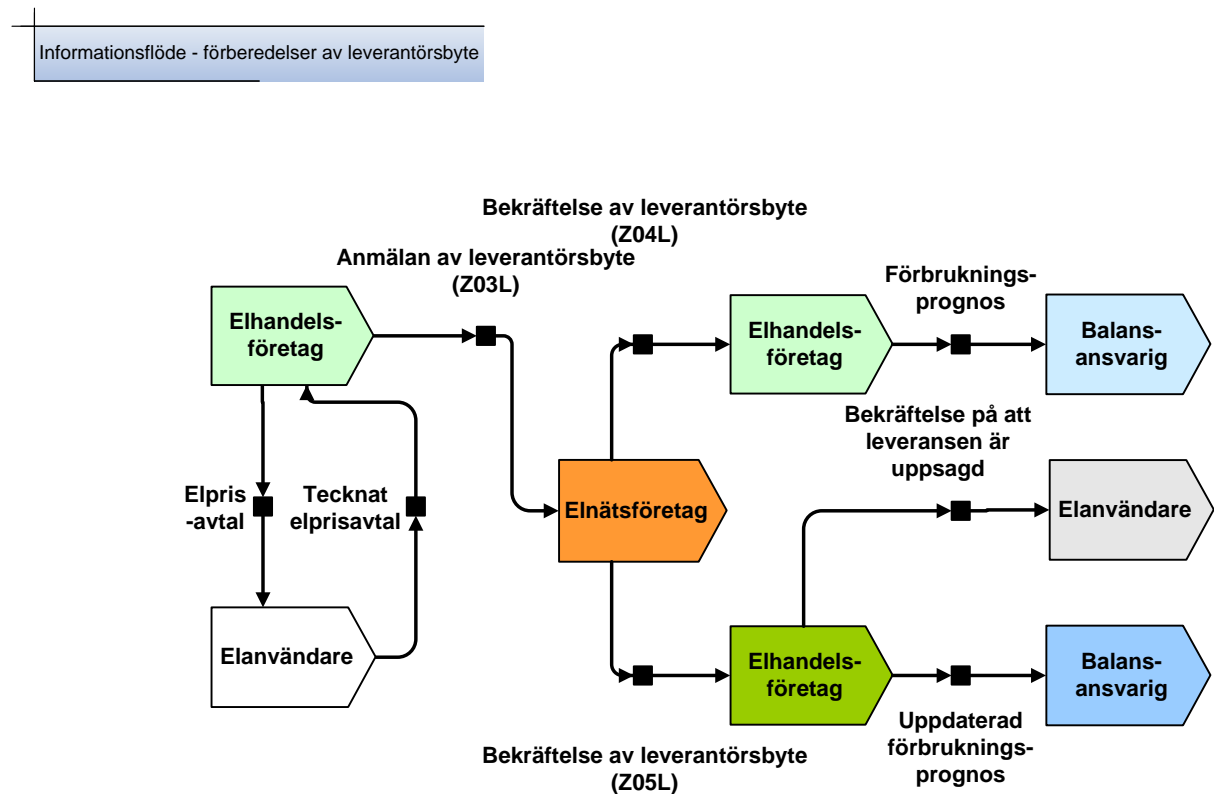 Informationsflöde - förberedelser av leverantörsbyte
Bekräftelse av leverantörsbyte
(Z04L)
Anmälan av leverantörsbyte
(Z03L)
Förbruknings-
prognos
Elhandels-
företag
Elhandels-
företag
Balans-
ansvarig
Bekräftelse på att
leveransen är
uppsagd
Elpris
-avtal
Tecknat
elprisavtal
Elnätsföretag
Elanvändare
Elanvändare
Elhandels-
företag
Balans-
ansvarig
Uppdaterad
förbruknings-
prognos
Bekräftelse av leverantörsbyte
(Z05L)